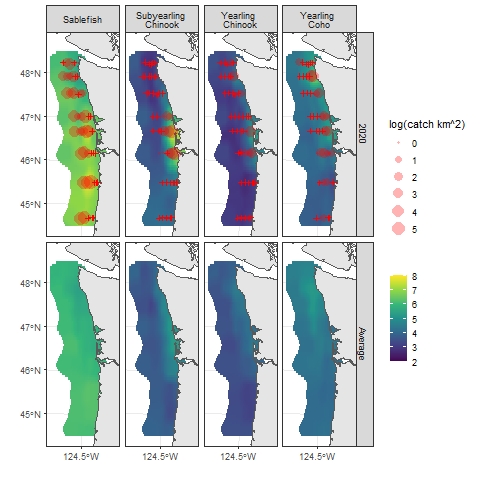 Sablefish
Subyearling
Chinook
Yearling
Chinook
Yearling
Coho
48°N
47°N
46°N
45°N
2020
48°N
47°N
46°N
45°N
Average
124.5°W
124.5°W
124.5°W
124.5°W
log(catch km^2)
0
1
2
3
4
5
8
7
6
5
4
3
2